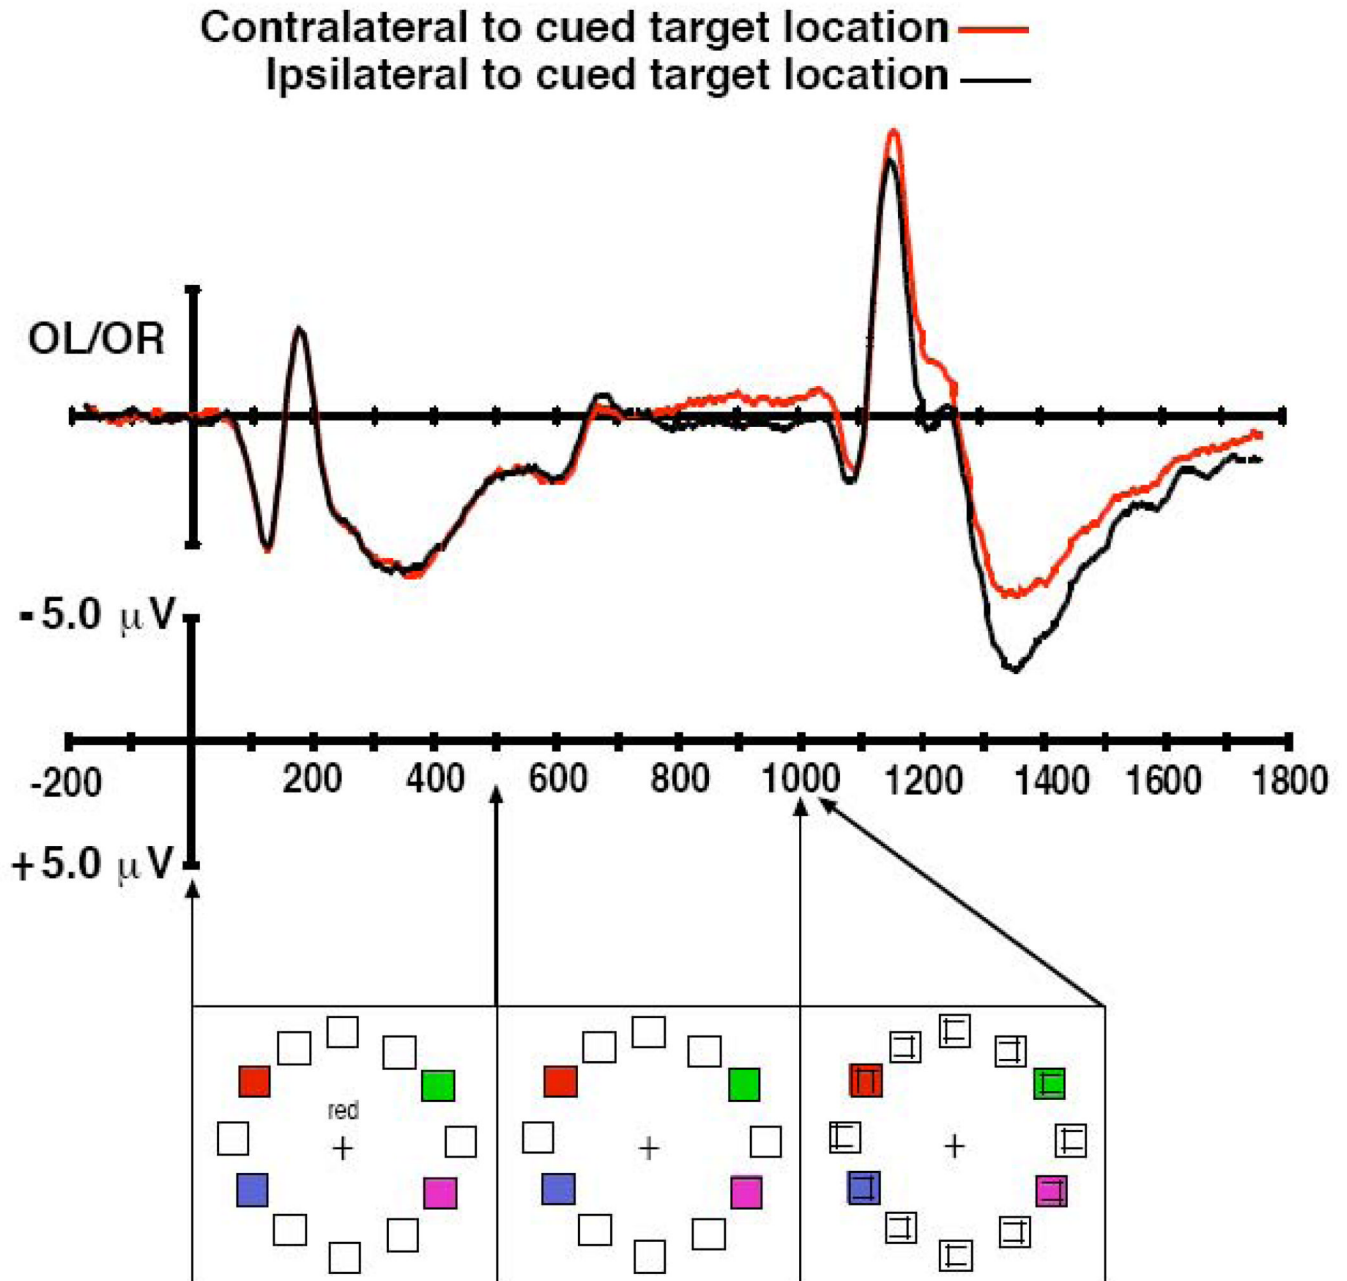 Contralateral to cued target location
Ipsilateral to cued target location
OL/OR
-5.0 μV
-200 200 400 600 800 1000 1200 1400 1600 1800
+5.0 μV
red